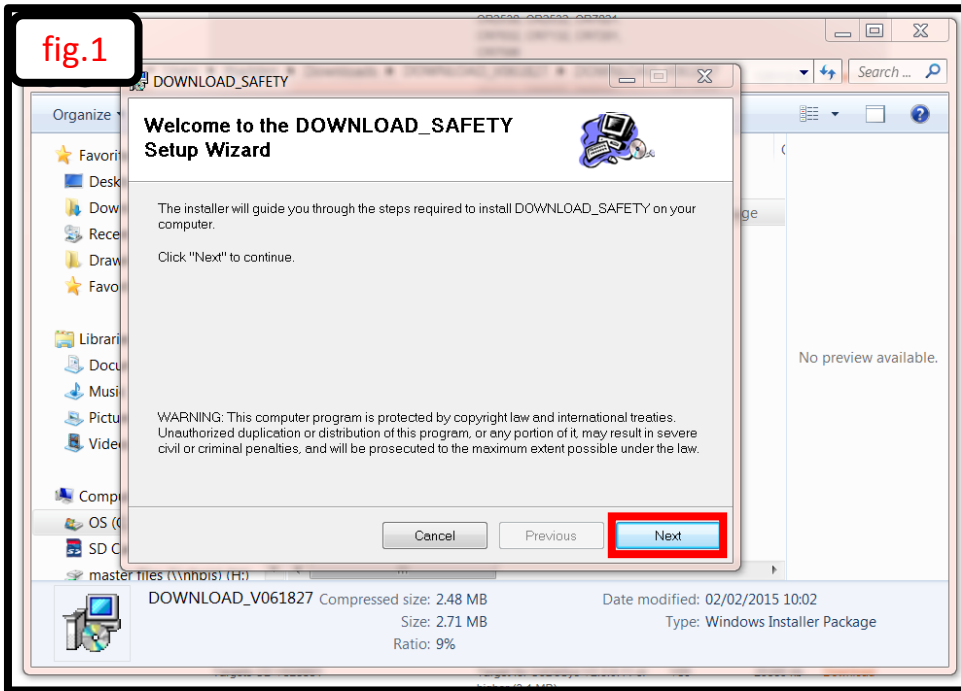 fig.1
Search ...
DOWNLOAD_SAFETY
Organize
Welcome to the DOWNLOAD_SAFETY
Setup Wizard
The installer will guide you through the steps required to install DOWNLOAD_SAFETY on your
computer.
Click "Next" to continue.
WARNING: This computer program is protected by copyright law and international treaties.
Unauthorized duplication or distribution of this program, or any portion of it, may result in severe
civil or criminal penalties, and will be prosecuted to the maximum extent possible under the law.
Cancel
Previous
Next
Favorit
Desk
Dow
Rece
Draw
Favo
Librari
Docu
Musi
Pictu
Vide
Compu
OS (
SD C
master files (\\nhbis) (H:)
No preview available.
DOWNLOAD_V061827 Compressed size: 2.48 MB
Date modified: 02/02/2015 10:02
Size: 2.71 MB
Type: Windows Installer Package
Ratio: 9%